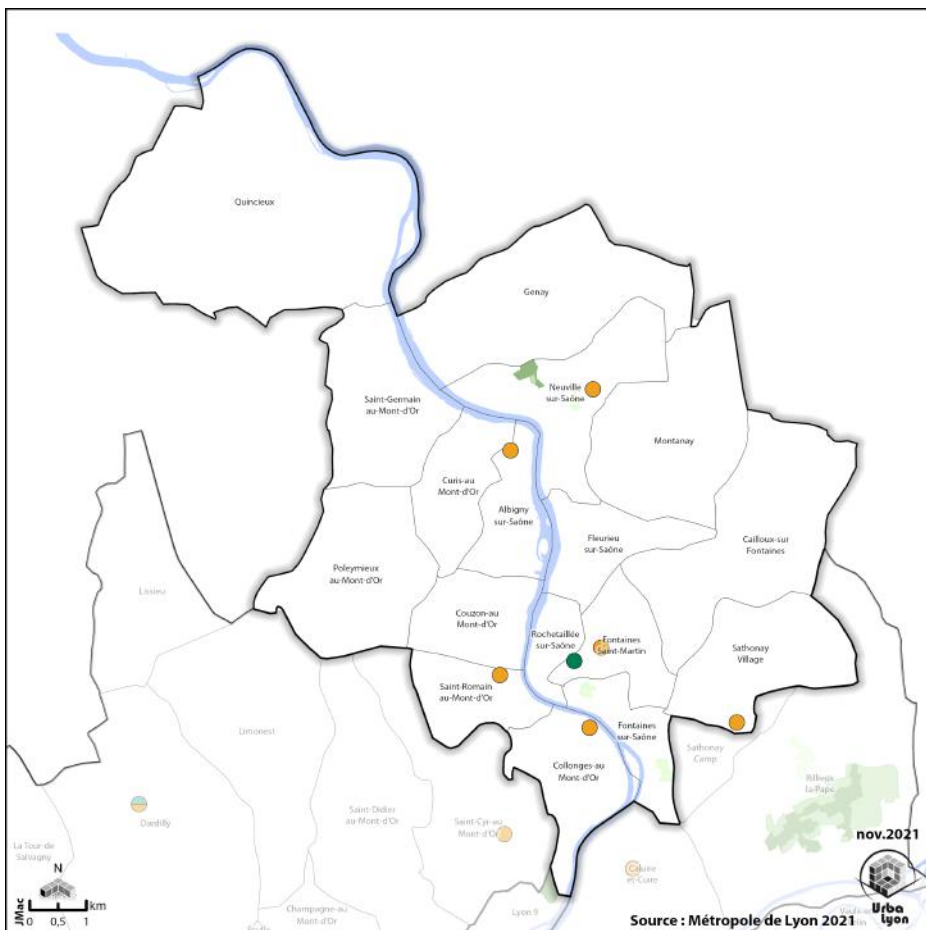 Quincieux
Genay
Neuville
sur-Saône
Saint-Germain
au-Mont-d'Or
Montanay
Curis-au
Mont-d'Or
Albigny
sur-Saône
Fleurieu
sur-Saône
Cailloux-sur
Fontaines
Poleymieux
au-Mont-d'Or
Lissieu
Couzon-au
Mont-d'Or
Rochetaillée
sur-Saône
Fontaines
Saint-Martin
Sathonay
Village
Saint-Romain
au-Mont-d'Or
Limonest
Fontaines
sur-Saône
Sathonay
Camp
Collonges-au
Mont-d'Or
Rillieux
la-Pape
Saint-Didier
au-Mont-d'Or
Dardilly
Saint-Cyr-au
Mont-d'Or
nov.2021
La Tour-de
Salvagny
Caluire
et-Cuire
N
JMac
km
0 0,5 1
Champagne-au
Mont-d'Or
Lyon 9
Source : Métropole de Lyon 2021
Urba
Lyon